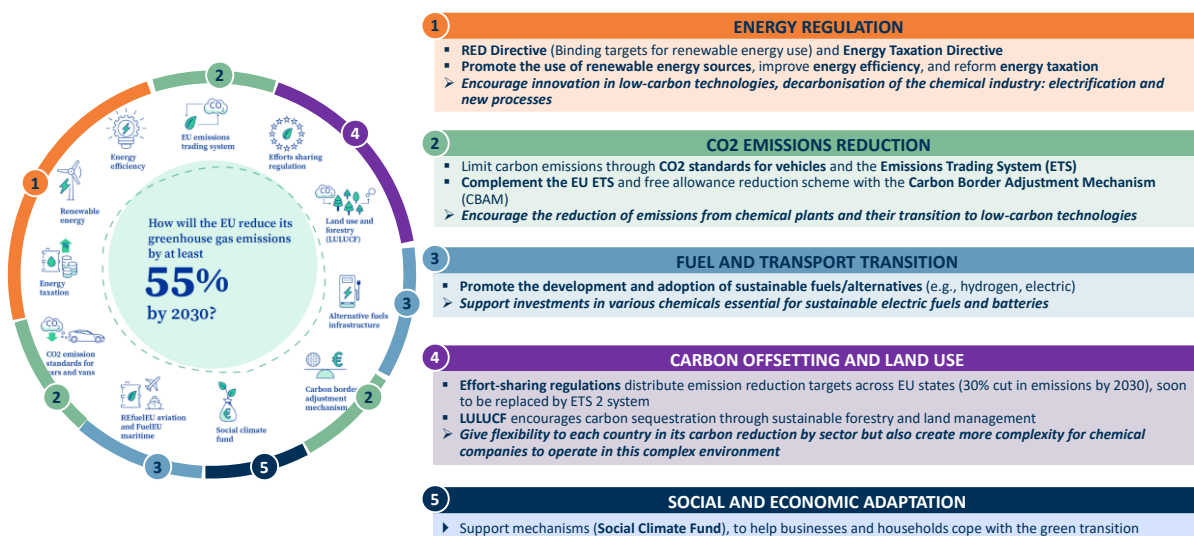 2
EU emissions
trading system
4
Efforts sharing
regulation
Energy
efficiency
1
Renewable
energy
Land use and
forestry
(LULUCF)
How will the EU reduce its
greenhouse gas emissions
by at least
55%
by 2030?
Energy
taxation
3
Alternative fuels
infrastructure
CO2 emission
standards for
cars and vans
Carbon border
adjustment
mechanism
2
2
REfuelEU aviation
and FuelEU
maritime
Social climate
fund
3
5
CO2
CO2
1
ENERGY REGULATION
▪ RED Directive (Binding targets for renewable energy use) and Energy Taxation Directive
▪ Promote the use of renewable energy sources, improve energy efficiency, and reform energy taxation
➢ Encourage innovation in low-carbon technologies, decarbonisation of the chemical industry: electrification and
new processes
2
CO2 EMISSIONS REDUCTION
▪ Limit carbon emissions through CO2 standards for vehicles and the Emissions Trading System (ETS)
▪ Complement the EU ETS and free allowance reduction scheme with the Carbon Border Adjustment Mechanism
(CBAM)
➢ Encourage the reduction of emissions from chemical plants and their transition to low-carbon technologies
3
FUEL AND TRANSPORT TRANSITION
▪ Promote the development and adoption of sustainable fuels/alternatives (e.g., hydrogen, electric)
➢ Support investments in various chemicals essential for sustainable electric fuels and batteries
4
CARBON OFFSETTING AND LAND USE
▪ Effort-sharing regulations distribute emission reduction targets across EU states (30% cut in emissions by 2030), soon
to be replaced by ETS 2 system
▪ LULUCF encourages carbon sequestration through sustainable forestry and land management
➢ Give flexibility to each country in its carbon reduction by sector but also create more complexity for chemical
companies to operate in this complex environment
5
SOCIAL AND ECONOMIC ADAPTATION
Support mechanisms (Social Climate Fund), to help businesses and households cope with the green transition